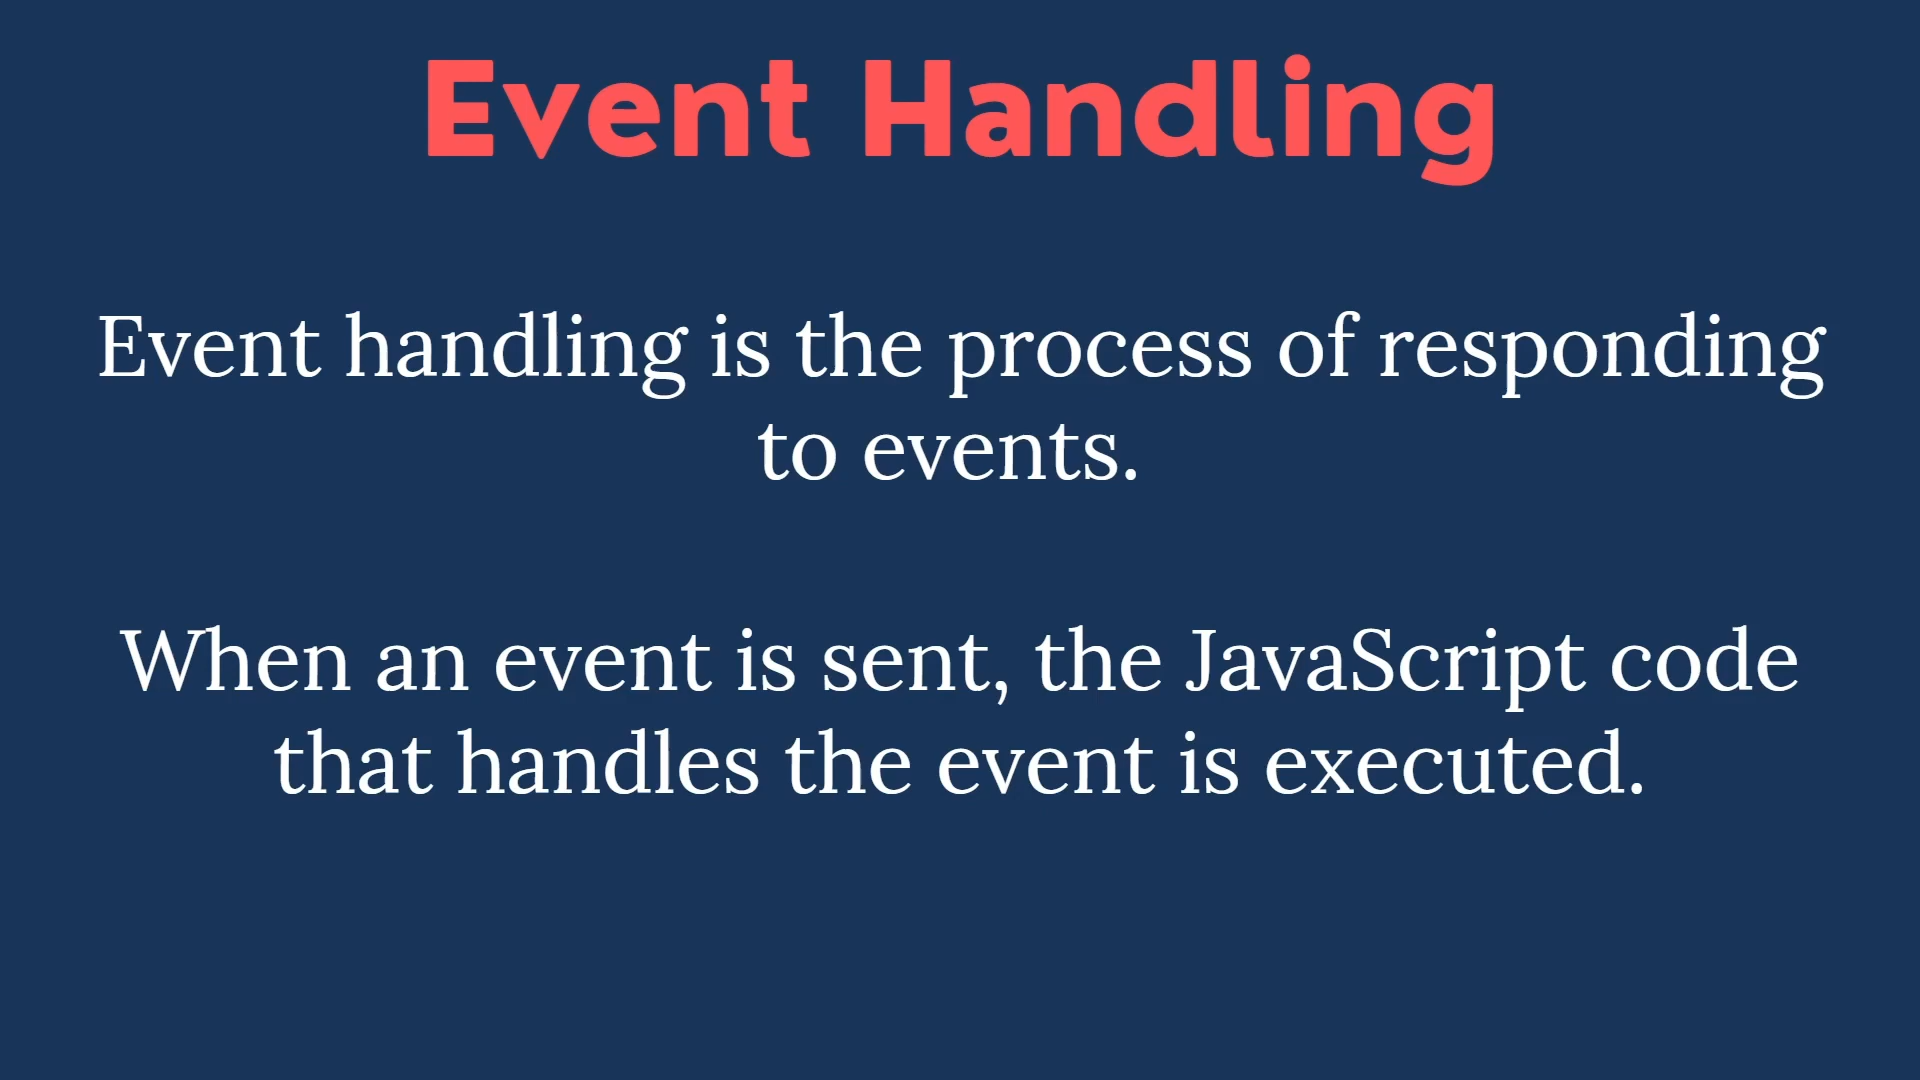 Event Handling
Event handling is the process of responding
to events.
When an event is sent, the JavaScript code
that handles the event is executed.